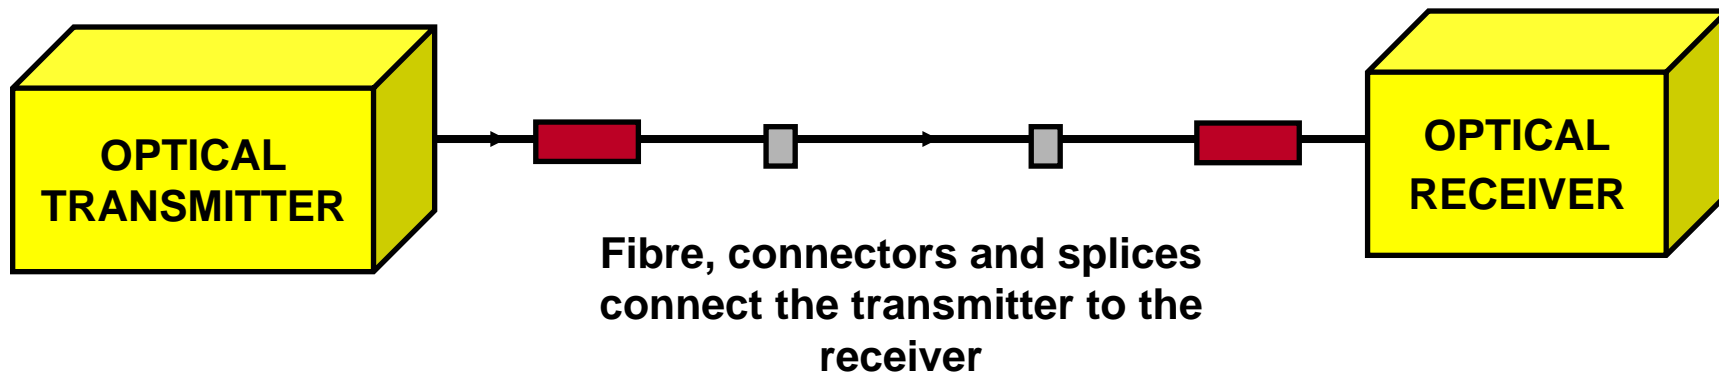 OPTICAL
TRANSMITTER
OPTICAL
RECEIVER
Fibre, connectors and splices
connect the transmitter to the
receiver